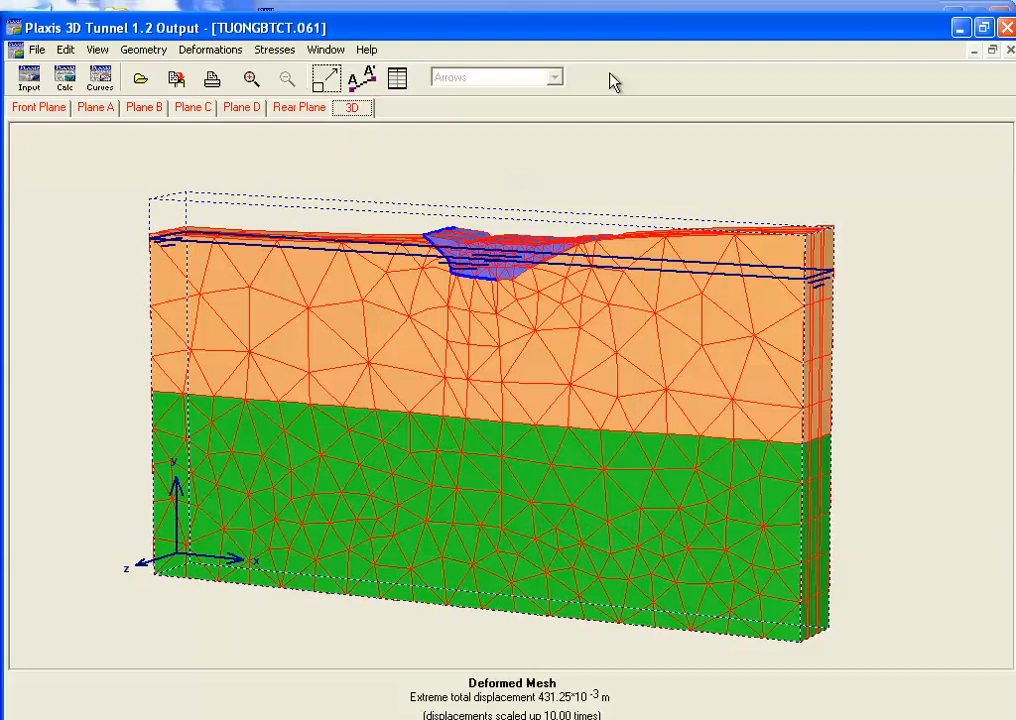 Plaxis 3D Tunnel 1.2 Output - [TUONGBTCT.061]
File Edit View Geometry Deformations Stresses Window Help
Input Calc Curves Arrows
Front Plane Plane A Plane B Plane C Plane D Rear Plane 3D
y
x
z
Deformed Mesh
Extreme total displacement 431.25*10 -3 m
(displacements scaled up 10.00 times)